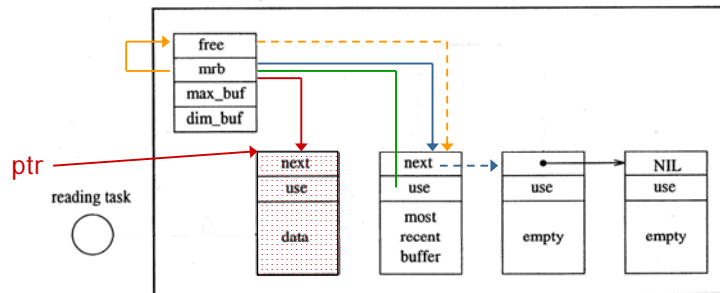 free
mrb
max_buf
dim_buf
ptr
reading task
next
use
data
next
use
most
recent
buffer
use
empty
NIL
use
empty